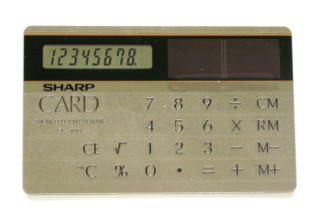 12345678.
SHARP
CARD
7 8 9 ÷ CM
4 5 6 X RM
CE √ 1 2 3 − M−
C % 0 · = + M+